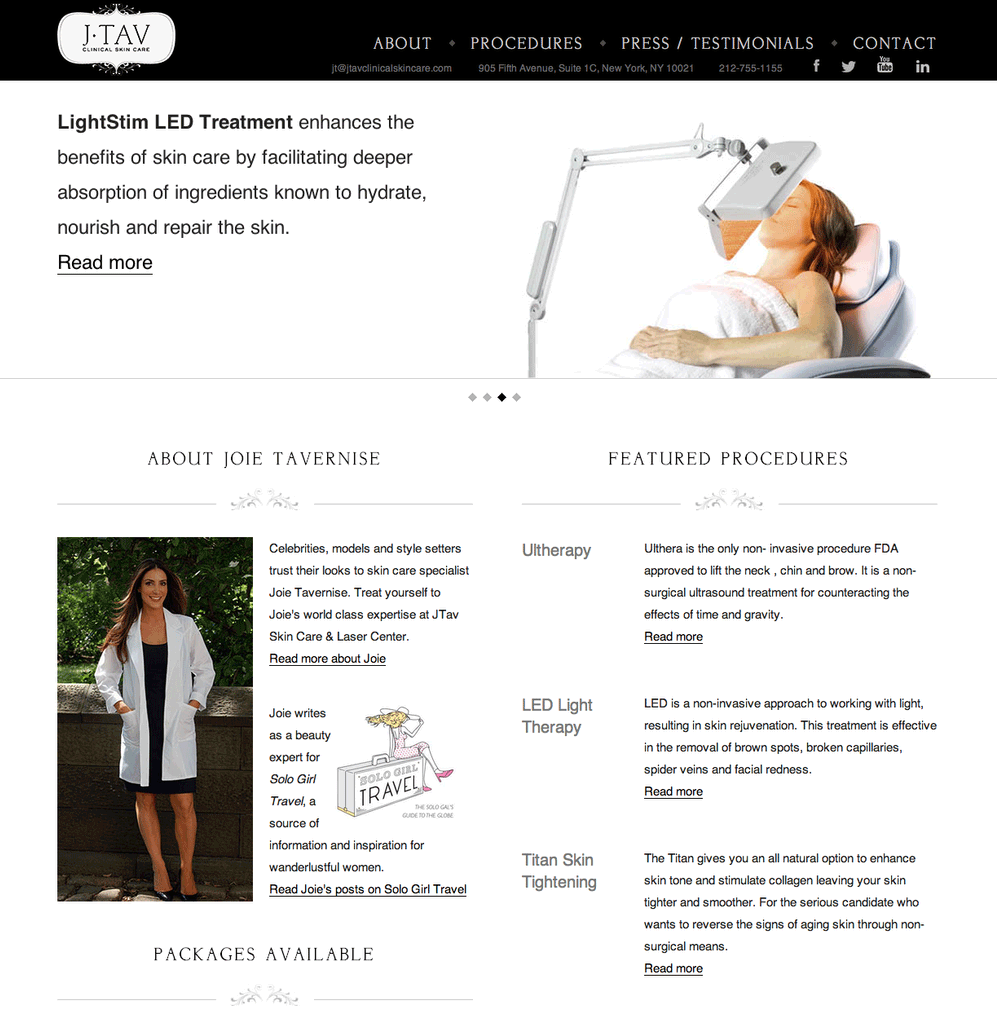 J·TAV
CLINICAL SKIN CARE
ABOUT
PROCEDURES
PRESS / TESTIMONIALS
CONTACT
jt@jtavclinicalskincare.com
905 Fifth Avenue, Suite 1C, New York, NY 10021
212-755-1155
f
You
Tube
in
LightStim LED Treatment enhances the
benefits of skin care by facilitating deeper
absorption of ingredients known to hydrate,
nourish and repair the skin.
Read more
ABOUT JOIE TAVERNISE
Celebrities, models and style setters
trust their looks to skin care specialist
Joie Tavernise. Treat yourself to
Joie's world class expertise at JTav
Skin Care & Laser Center.
Read more about Joie
Joie writes
as a beauty
expert for
Solo Girl
Travel, a
source of
information and inspiration for
wanderlustful women.
Read Joie's posts on Solo Girl Travel
'SOLO GIRL'
TRAVEL
THE SOLO GAL'S
GUIDE TO THE GLOBE
PACKAGES AVAILABLE
FEATURED PROCEDURES
Ultherapy
Ulthera is the only non- invasive procedure FDA
approved to lift the neck , chin and brow. It is a non-
surgical ultrasound treatment for counteracting the
effects of time and gravity.
Read more
LED Light
Therapy
LED is a non-invasive approach to working with light,
resulting in skin rejuvenation. This treatment is effective
in the removal of brown spots, broken capillaries,
spider veins and facial redness.
Read more
Titan Skin
Tightening
The Titan gives you an all natural option to enhance
skin tone and stimulate collagen leaving your skin
tighter and smoother. For the serious candidate who
wants to reverse the signs of aging skin through non-
surgical means.
Read more